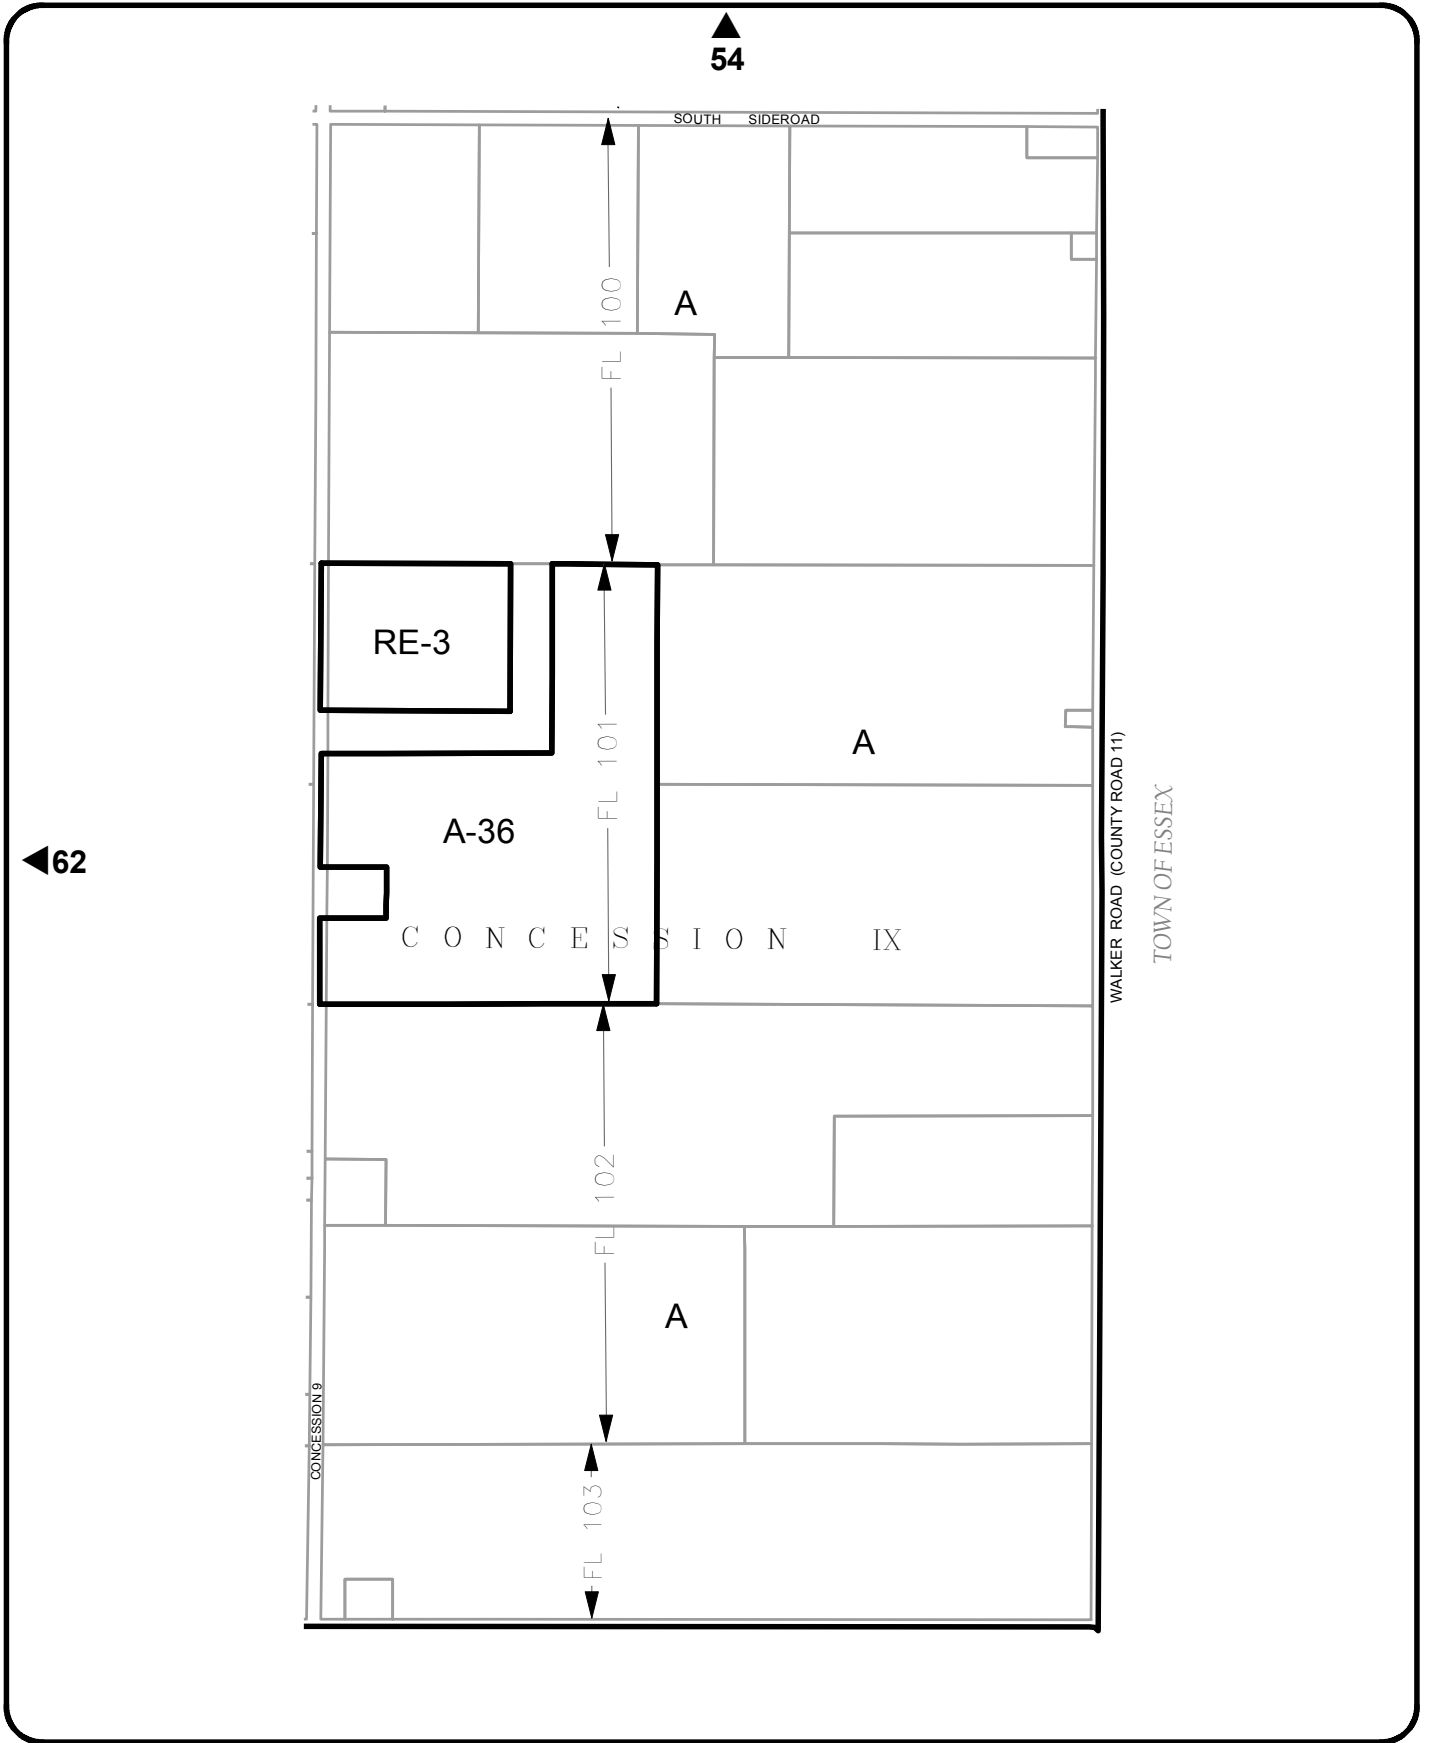 54
SOUTH SIDEROAD
FL 100
A
RE-3
FL 101
A
A-36
62
CONCESSION IX
WALKER ROAD (COUNTY ROAD 11)
TOWN OF ESSEX
FL 102
A
CONCESSION 9
FL 103